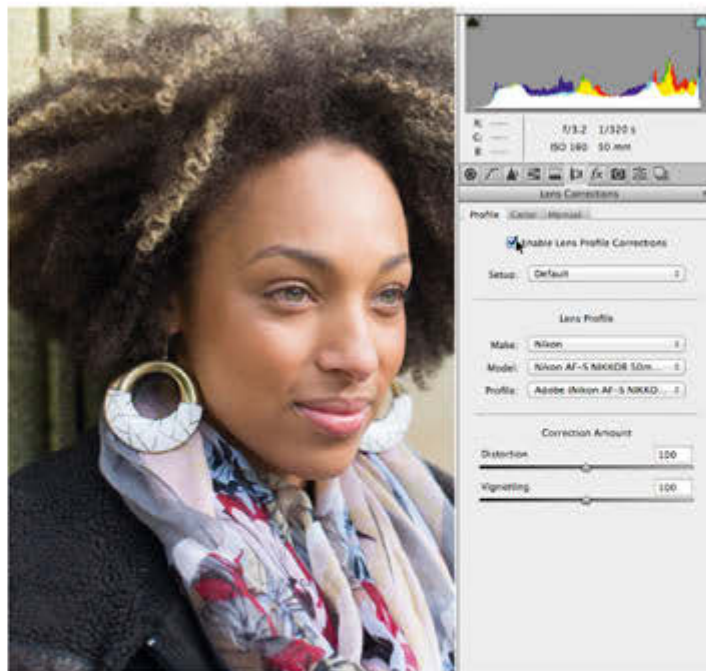 R: ---
G: ---
B: ---
f/3.2 1/320 s
ISO 160 50 mm
fx
Lens Corrections
Profile Color Manual
Enable Lens Profile Corrections
Setup: Default
Lens Profile
Make: Nikon
Model: Nikon AF-S NIKKOR 50m...
Profile: Adobe (Nikon AF-S NIKKO...
Correction Amount
Distortion 100
Vignetting 100